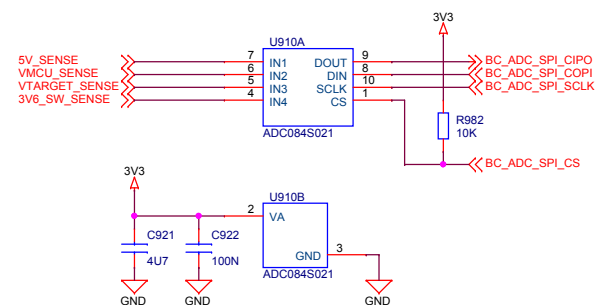 3V3
U910A
5V_SENSE 7 IN1 DOUT 9 BC_ADC_SPI_CIPO
VMCU_SENSE 6 IN2 DIN 8 BC_ADC_SPI_COPI
VTARGET_SENSE 5 IN3 SCLK 10 BC_ADC_SPI_SCLK
3V6_SW_SENSE 4 IN4 CS 1
R982
10K
ADC084S021
BC_ADC_SPI_CS
3V3
U910B
2 VA
C921
4U7
C922
100N
GND 3
ADC084S021
GND GND GND